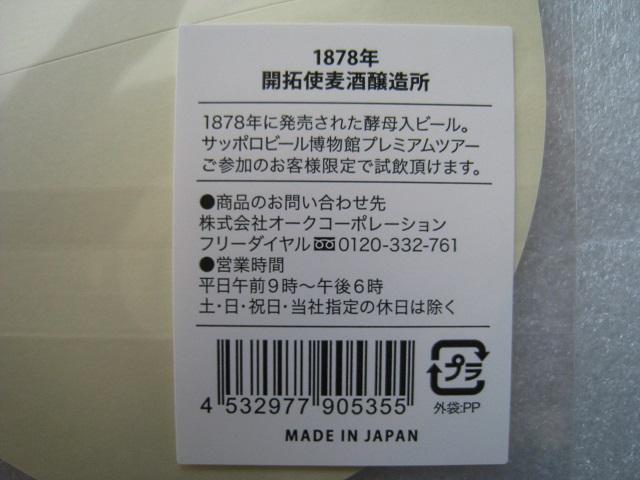 1878年
開拓使麦酒醸造所
1878年に発売された酵母入ビール。
サッポロビール博物館プレミアムツアー
ご参加のお客様限定で試飲頂けます。
●商品のお問い合わせ先
株式会社オークコーポレーション
フリーダイヤル 0120-332-761
●営業時間
平日午前9時～午後6時
土・日・祝日・当社指定の休日は除く
4 532977 905355
プラ
外袋:PP
MADE IN JAPAN